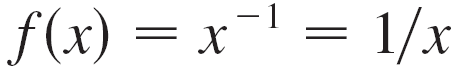 f(x) = x⁻¹ = 1/x